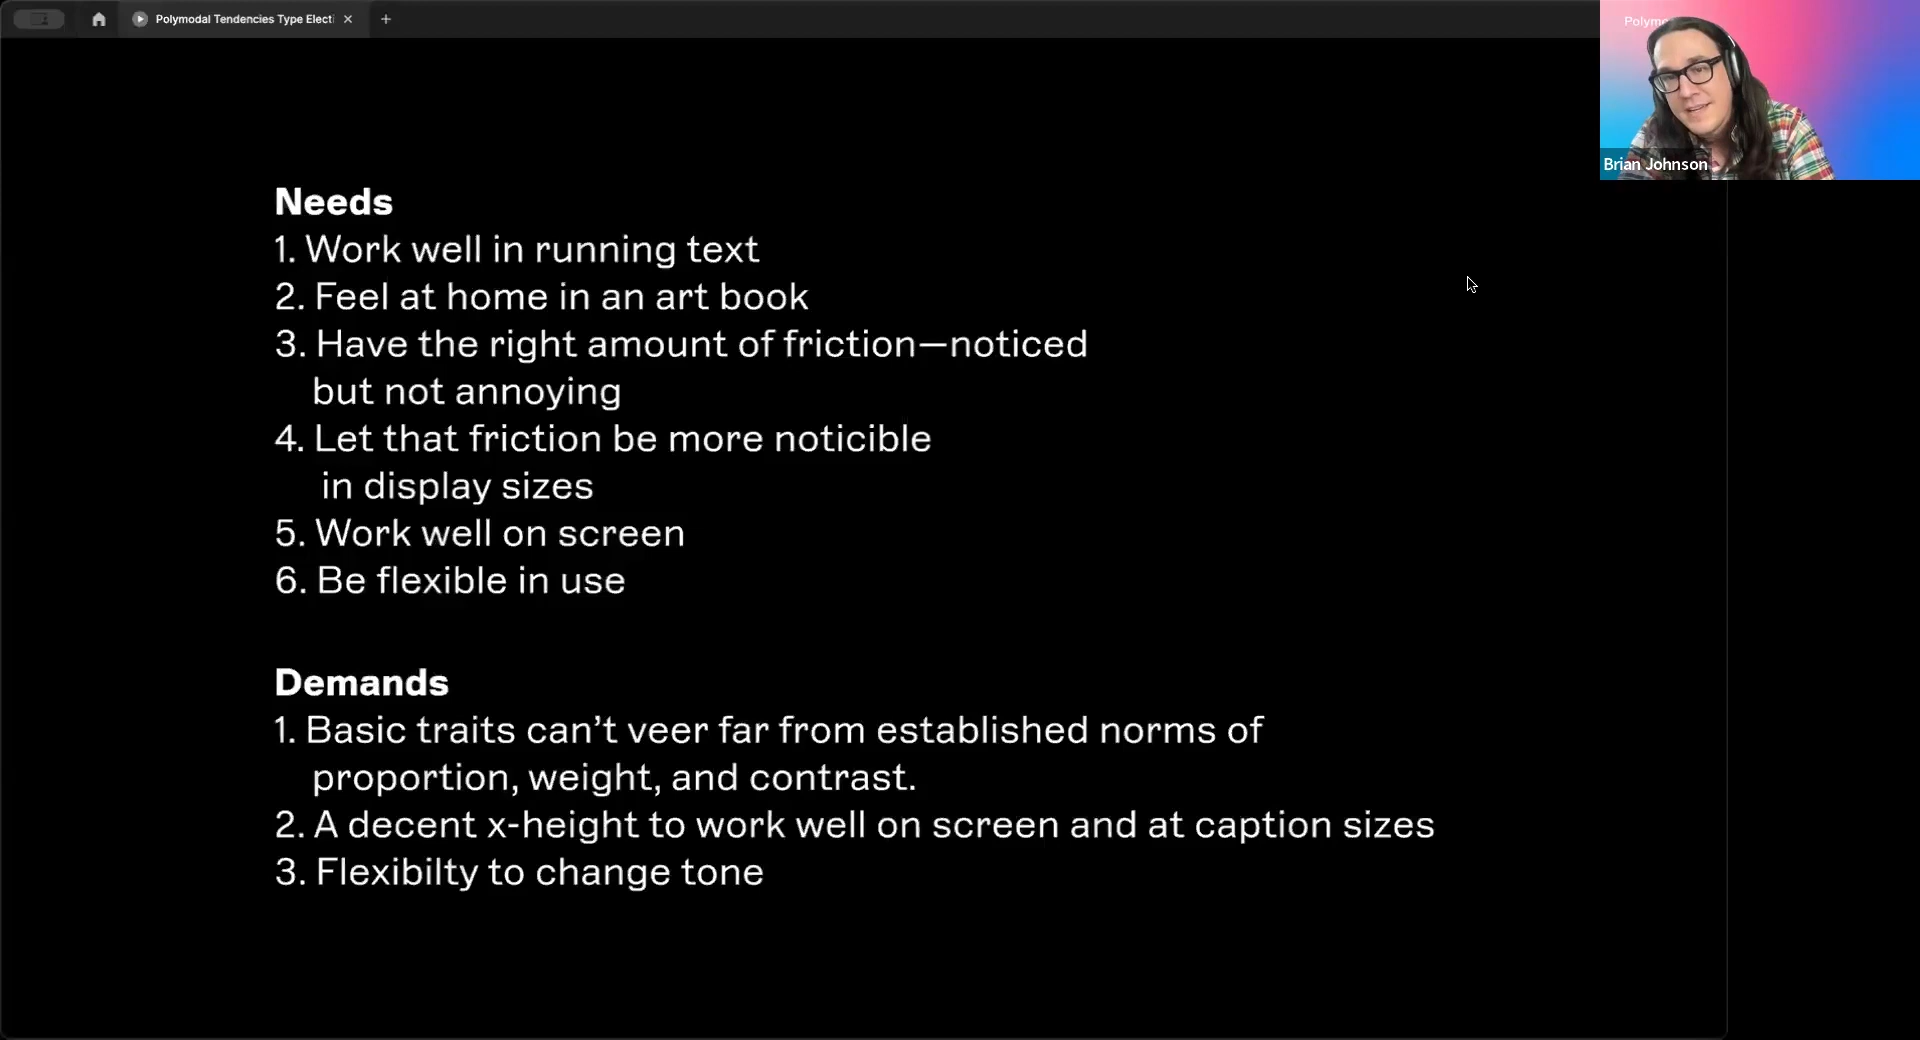 Polymodal Tendencies Type Electi
Polymo
Brian Johnson
Needs
1. Work well in running text
2. Feel at home in an art book
3. Have the right amount of friction—noticed
but not annoying
4. Let that friction be more noticible
in display sizes
5. Work well on screen
6. Be flexible in use
Demands
1. Basic traits can’t veer far from established norms of
proportion, weight, and contrast.
2. A decent x-height to work well on screen and at caption sizes
3. Flexibilty to change tone